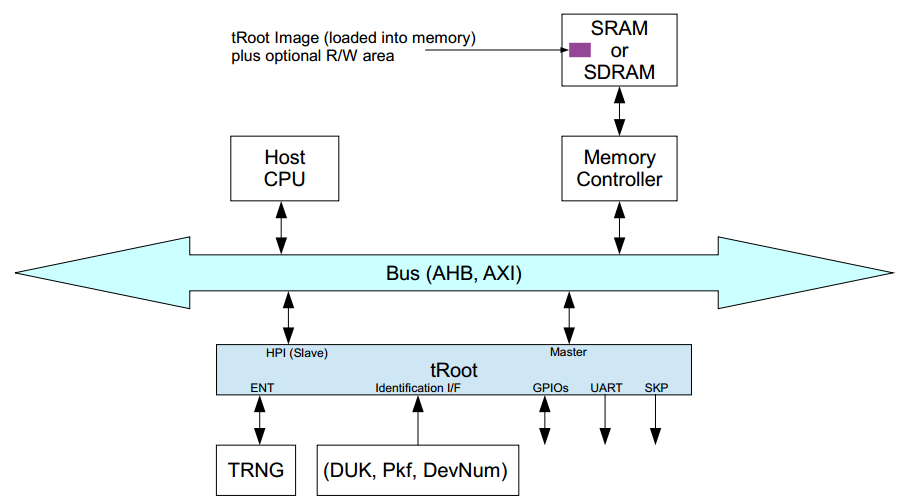 tRoot Image (loaded into memory)
plus optional R/W area
SRAM
or
SDRAM
Host
CPU
Memory
Controller
Bus (AHB, AXI)
HPI (Slave)
Master
tRoot
ENT
Identification I/F
GPIOs
UART
SKP
TRNG
(DUK, Pkf, DevNum)